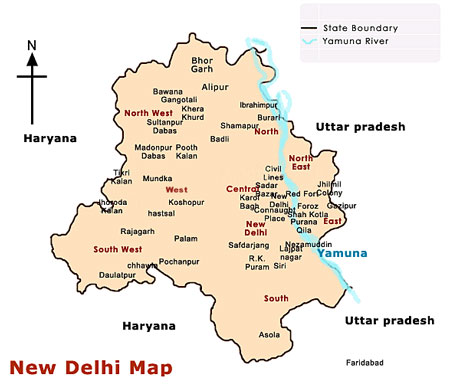 State Boundary
Yamuna River
N
Bhor
Garh
Alipur
Bawana
Gangotali
Ibrahimpur
North West
Khera
Khurd
Sultanpur
Dabas
Burari
Shamapur
North
Uttar pradesh
Haryana
Badli
Madonpur
Dabas
Pooth
Kalan
North
East
Tikri
Kalan
Mundka
Civil
Lines
West
Central
Sadar
Bazar
Jhilmil
Colony
Red Fort
Jharoda
Kalan
Koshopur
Karol
Bagh
New
Delhi
Foroz
Shah Kotla
Gazipur
hastsal
Connaught
Place
Purana
Qila
East
New
Delhi
Rajagarh
Palam
Safdarjang
Nezamuddin
South West
Lajpat
nagar
Yamuna
chhawla
Pochanpur
R.K.
Puram
Siri
Daulatpur
South
Haryana
Uttar pradesh
Asola
New Delhi Map
Faridabad